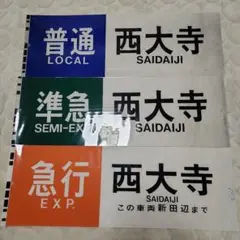 普通 西大寺
LOCAL SAIDAIJI
準急 西大寺
SEMI-EXP. SAIDAIJI
急行 西大寺
EXP. SAIDAIJI
この車両新田辺まで